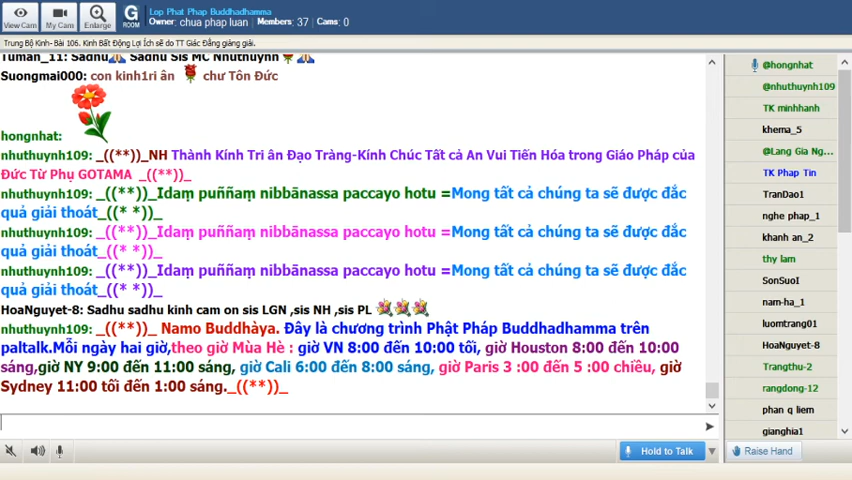 View Cam
My Cam
Enlarge
G
ROOM
Lop Phat Phap Buddhadhamma
Owner: chua phap luan Members: 37 Cams: 0
Trung Bộ Kinh- Bài 106. Kinh Bất Động Lợi Ích sẽ do TT Giác Đẳng giảng giải.
Tuman_11: Sadhu Sadhu Sis MC Nhuthuynh
Suongmai000: con kinh1ri ân chư Tôn Đức
hongnhat:
nhuthuynh109: _((**))_NH Thành Kính Tri ân Đạo Tràng-Kính Chúc Tất cả An Vui Tiến Hóa trong Giáo Pháp của
Đức Từ Phụ GOTAMA _((**))_
nhuthuynh109: _((**))_Idaṃ puññaṃ nibbānassa paccayo hotu =Mong tất cả chúng ta sẽ được đắc
quả giải thoát_((* *))_
nhuthuynh109: _((**))_Idaṃ puññaṃ nibbānassa paccayo hotu =Mong tất cả chúng ta sẽ được đắc
quả giải thoát_((* *))_
nhuthuynh109: _((**))_Idaṃ puññaṃ nibbānassa paccayo hotu =Mong tất cả chúng ta sẽ được đắc
quả giải thoát_((* *))_
HoaNguyet-8: Sadhu sadhu kinh cam on sis LGN ,sis NH ,sis PL
nhuthuynh109: _((**))_ Namo Buddhàya. Đây là chương trình Phật Pháp Buddhadhamma trên
paltalk.Mỗi ngày hai giờ,theo giờ Mùa Hè : giờ VN 8:00 đến 10:00 tối, giờ Houston 8:00 đến 10:00
sáng,giờ NY 9:00 đến 11:00 sáng, giờ Cali 6:00 đến 8:00 sáng, giờ Paris 3 :00 đến 5 :00 chiều, giờ
Sydney 11:00 tối đến 1:00 sáng._((**))_
Hold to Talk
@hongnhat
@nhuthuynh109
TK minhhanh
khema_5
@Lang Gia Ng...
TK Phap Tin
TranDao1
nghe phap_1
khanh an_2
thy lam
SonSuoI
nam-ha_1
luomtrang01
HoaNguyet-8
Trangthu-2
rangdong-12
phan q liem
gianghia1
Raise Hand